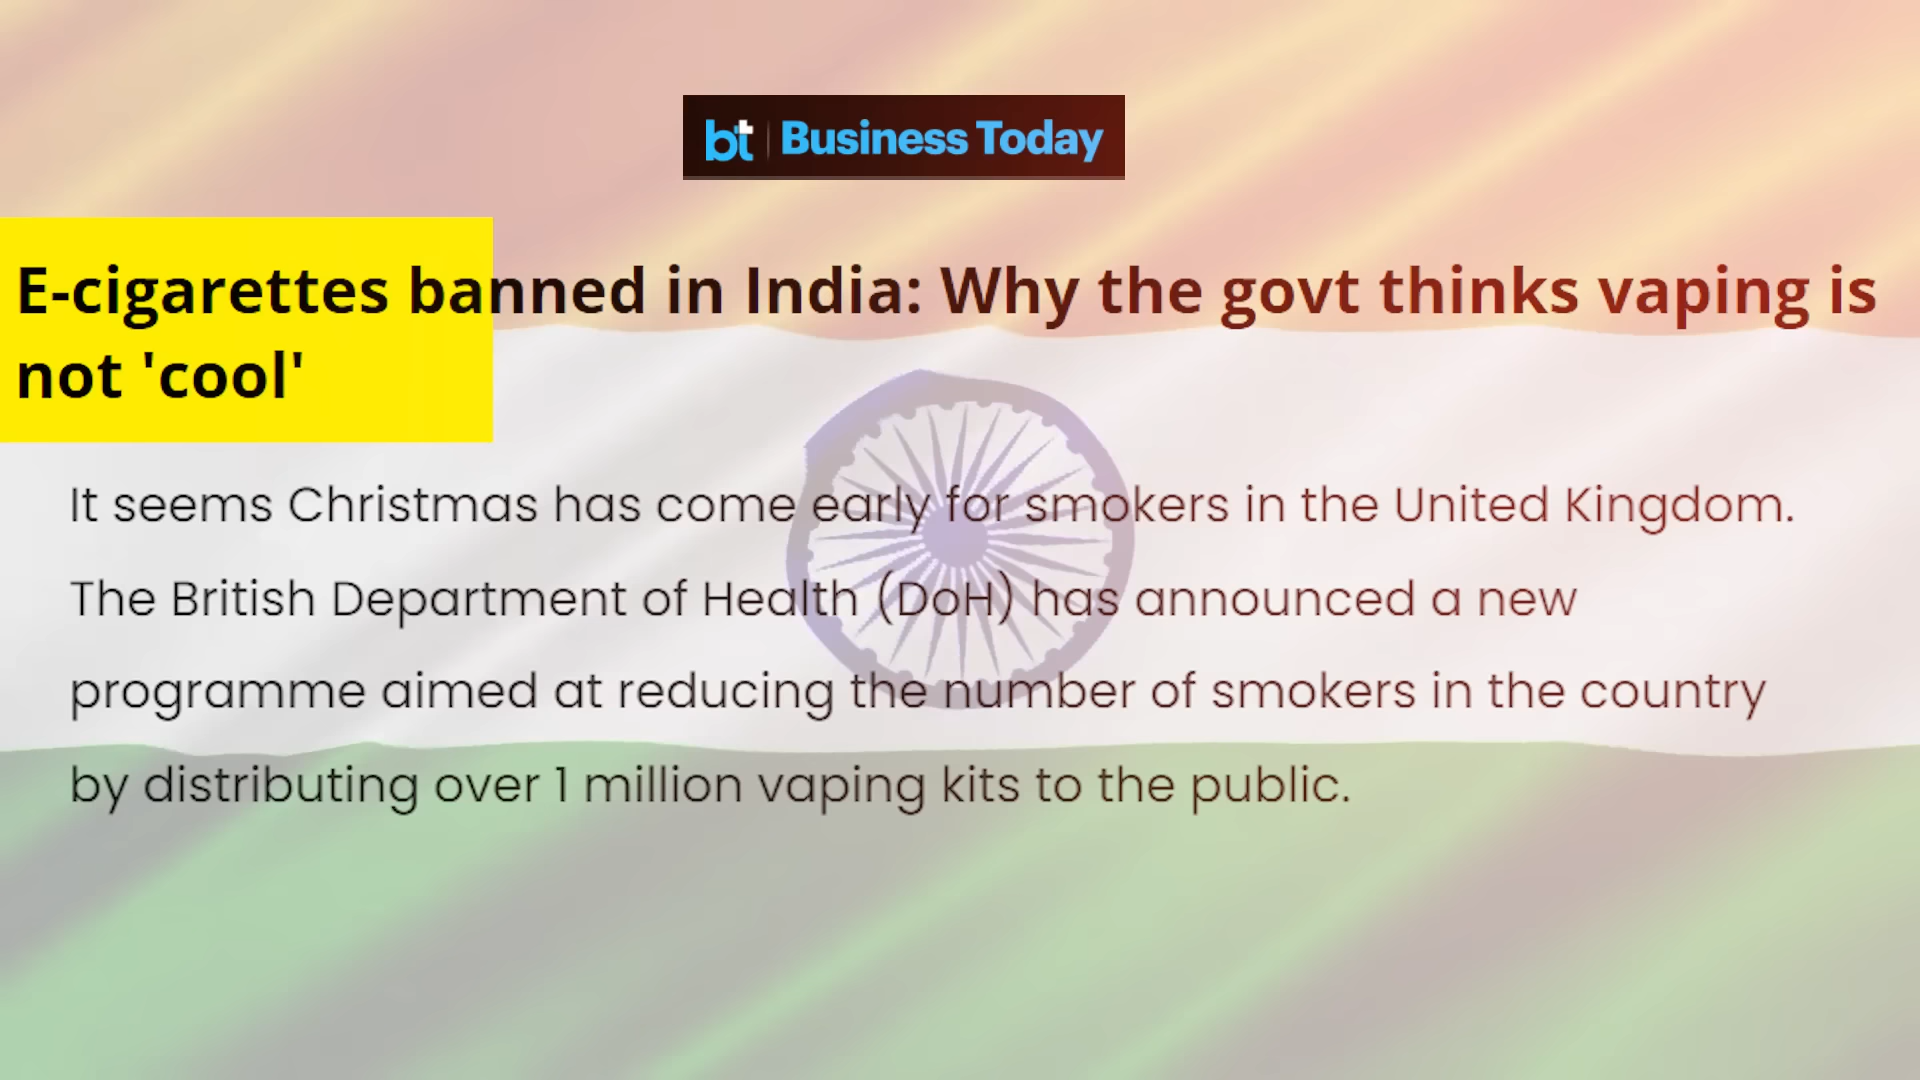 bt Business Today
E-cigarettes banned in India: Why the govt thinks vaping is
not 'cool'
It seems Christmas has come early for smokers in the United Kingdom.
The British Department of Health (DoH) has announced a new
programme aimed at reducing the number of smokers in the country
by distributing over 1 million vaping kits to the public.